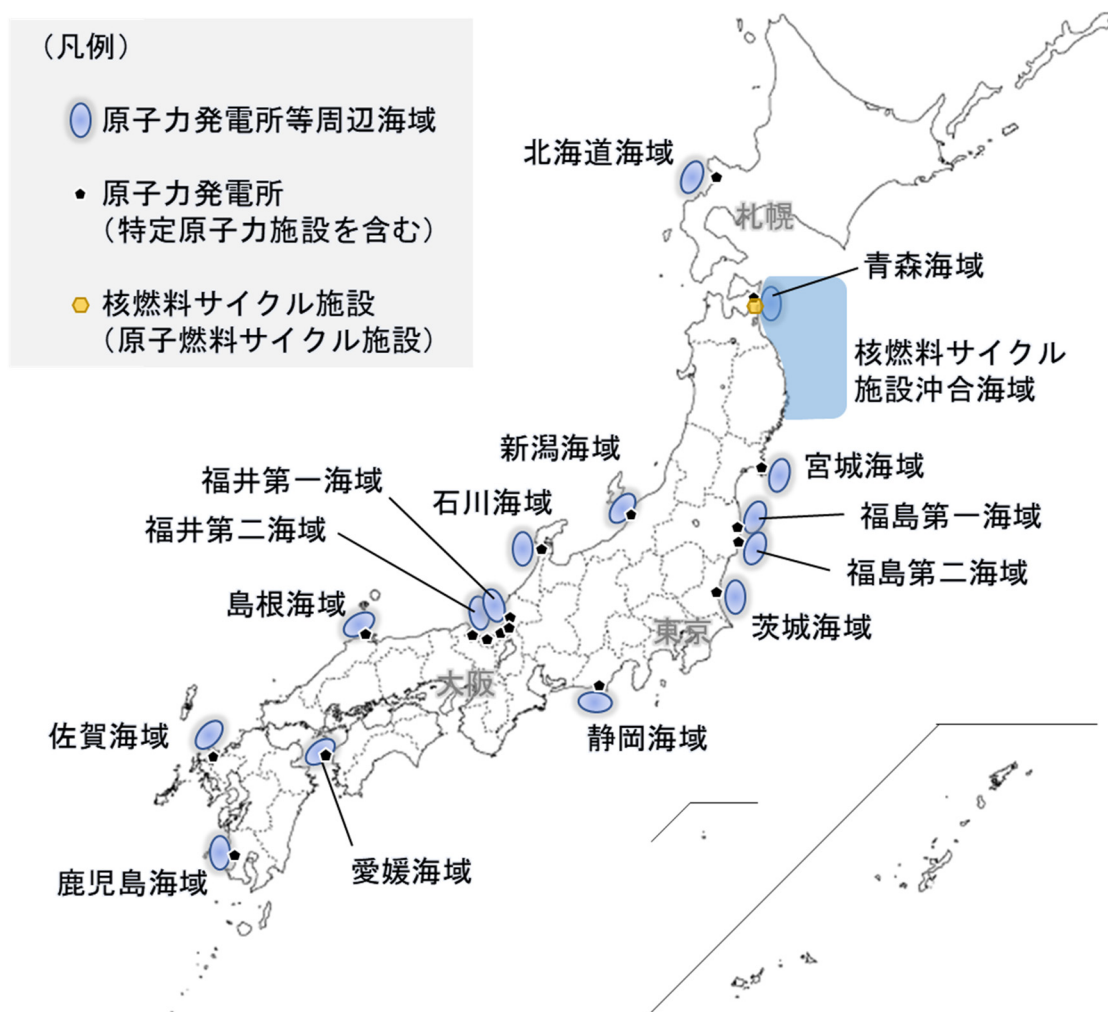 （凡例）
原子力発電所等周辺海域
原子力発電所
（特定原子力施設を含む）
核燃料サイクル施設
（原子燃料サイクル施設）
北海道海域
札幌
青森海域
核燃料サイクル
施設沖合海域
新潟海域
宮城海域
福井第一海域
石川海域
福島第一海域
福井第二海域
福島第二海域
島根海域
茨城海域
東京
大阪
佐賀海域
静岡海域
愛媛海域
鹿児島海域